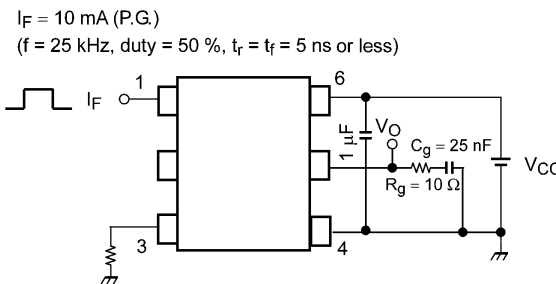 IF = 10 mA (P.G.)
(f = 25 kHz, duty = 50 %, tr = tf = 5 ns or less)
1
6
IF
1 μF
VO
Cg = 25 nF
VCC
Rg = 10 Ω
3
4